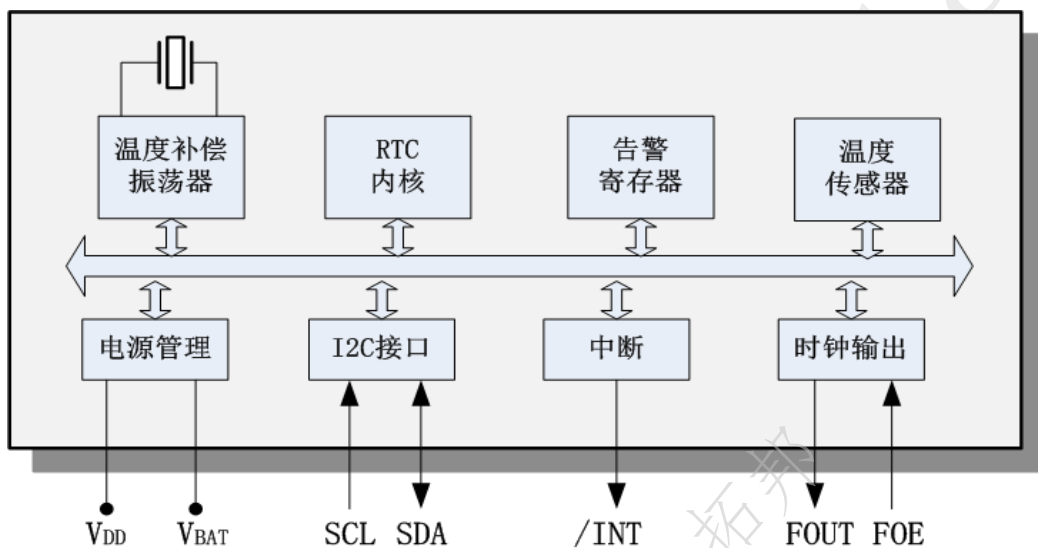 温度补偿
振荡器
RTC
内核
告警
寄存器
温度
传感器
电源管理
I2C接口
中断
时钟输出
VDD VBAT SCL SDA /INT FOUT FOE
拓邦